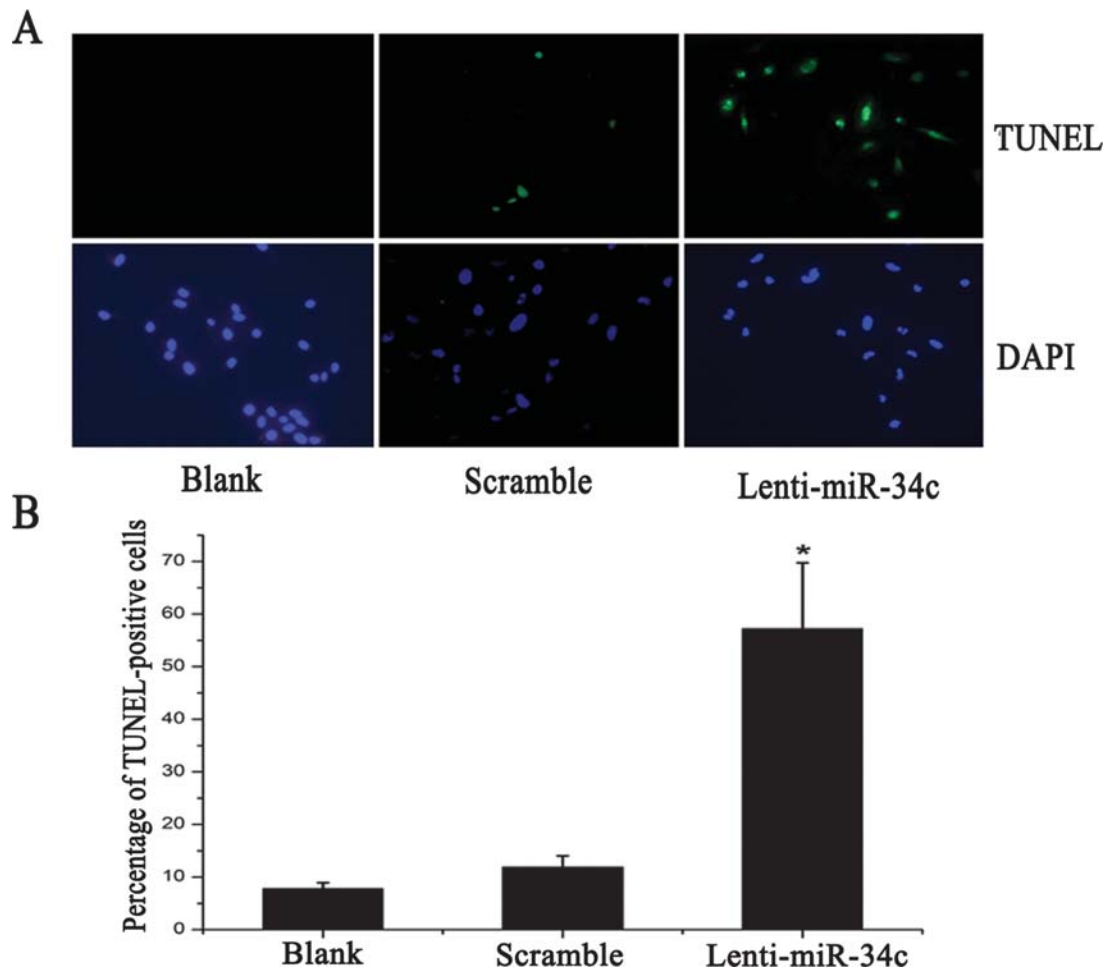 A
TUNEL
DAPI
Blank Scramble Lenti-miR-34c
B
Percentage of TUNEL-positive cells
70
60
50
40
30
20
10
0
*
Blank Scramble Lenti-miR-34c